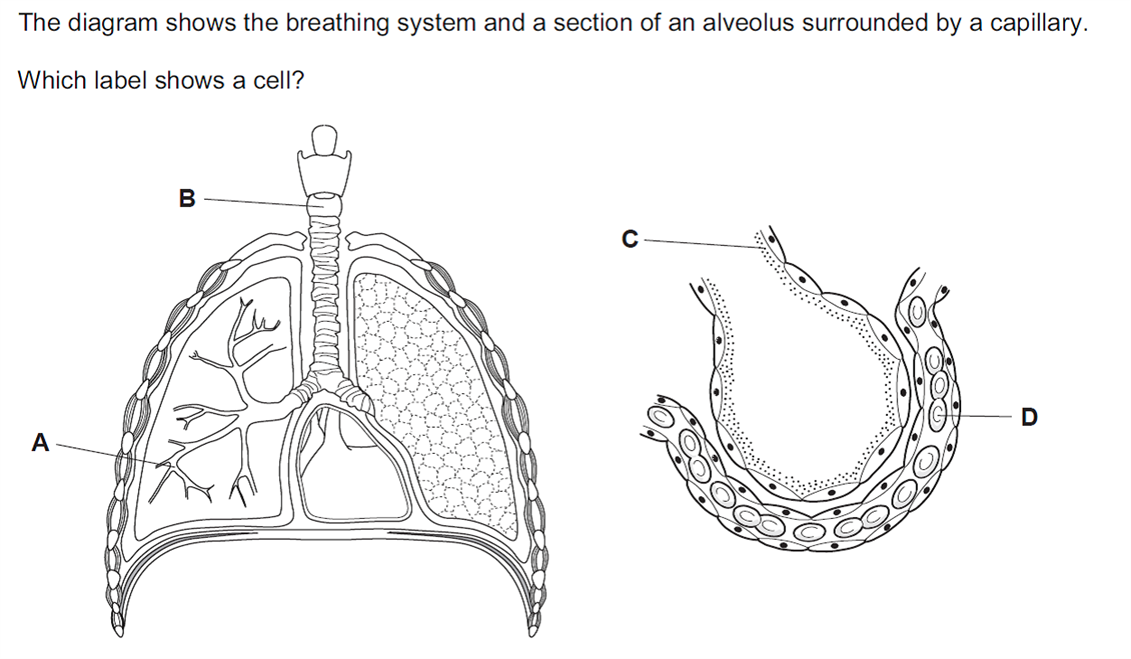 The diagram shows the breathing system and a section of an alveolus surrounded by a capillary.
Which label shows a cell?
B
C
D
A